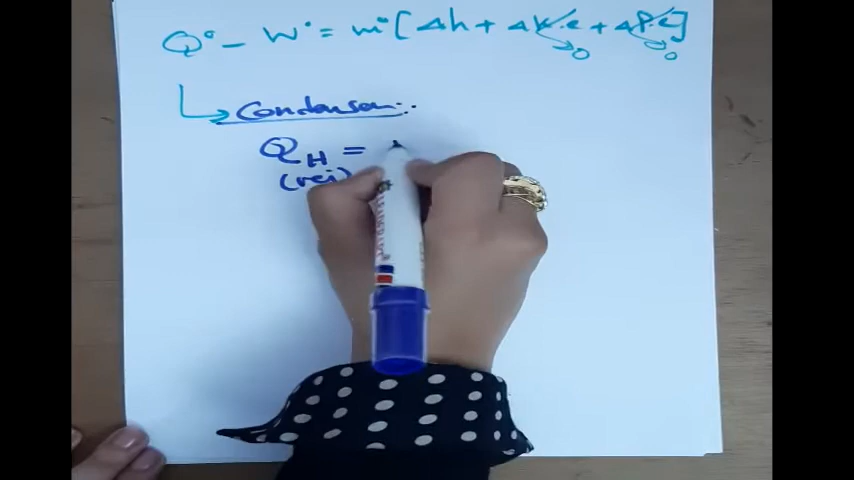 Q° - W° = m° [Δh + ΔK.e + ΔP.e]
→0 →0
Condenser:
Q_H =
(rej)